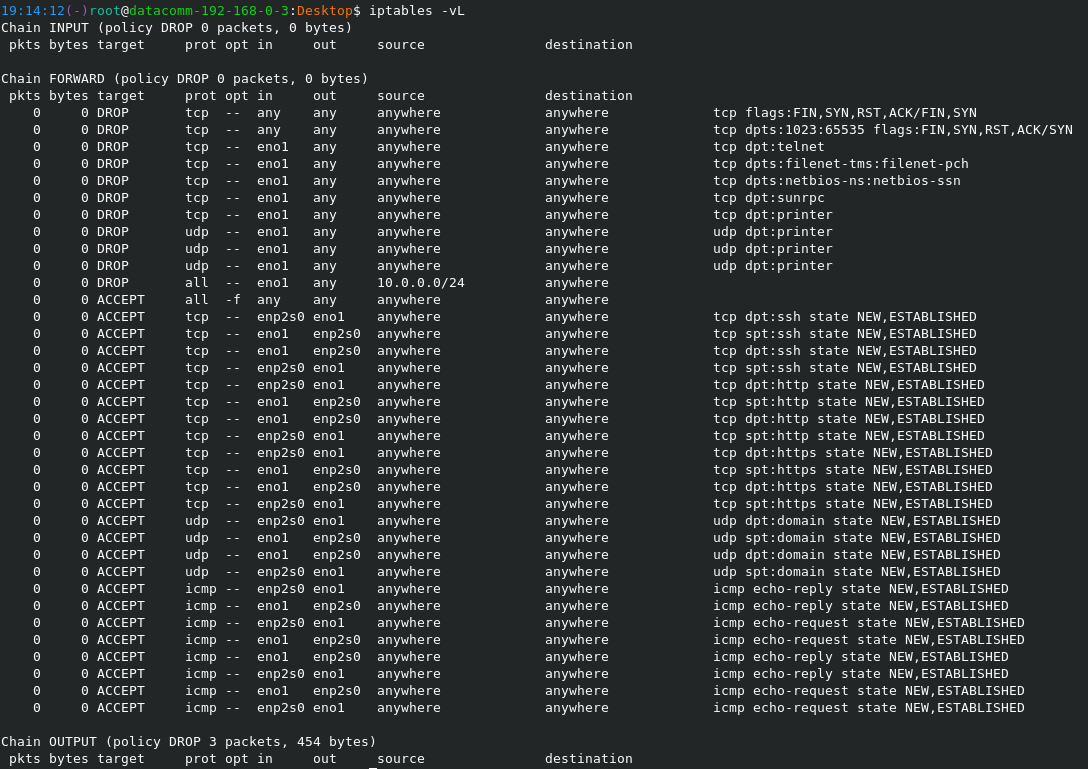 19:14:12(-)root@datacomm-192-168-0-3:Desktop$ iptables -vL
Chain INPUT (policy DROP 0 packets, 0 bytes)
 pkts bytes target     prot opt in     out     source               destination

Chain FORWARD (policy DROP 0 packets, 0 bytes)
 pkts bytes target     prot opt in     out     source               destination
    0     0 DROP       tcp  --  any    any     anywhere             anywhere             tcp flags:FIN,SYN,RST,ACK/FIN,SYN
    0     0 DROP       tcp  --  any    any     anywhere             anywhere             tcp dpts:1023:65535 flags:FIN,SYN,RST,ACK/SYN
    0     0 DROP       tcp  --  eno1   any     anywhere             anywhere             tcp dpt:telnet
    0     0 DROP       tcp  --  eno1   any     anywhere             anywhere             tcp dpts:filenet-tms:filenet-pch
    0     0 DROP       tcp  --  eno1   any     anywhere             anywhere             tcp dpts:netbios-ns:netbios-ssn
    0     0 DROP       tcp  --  eno1   any     anywhere             anywhere             tcp dpt:sunrpc
    0     0 DROP       tcp  --  eno1   any     anywhere             anywhere             tcp dpt:printer
    0     0 DROP       udp  --  eno1   any     anywhere             anywhere             udp dpt:printer
    0     0 DROP       udp  --  eno1   any     anywhere             anywhere             udp dpt:printer
    0     0 DROP       udp  --  eno1   any     anywhere             anywhere             udp dpt:printer
    0     0 DROP       all  --  eno1   any     10.0.0.0/24          anywhere
    0     0 ACCEPT     all  -f  any    any     anywhere             anywhere
    0     0 ACCEPT     tcp  --  enp2s0 eno1    anywhere             anywhere             tcp dpt:ssh state NEW,ESTABLISHED
    0     0 ACCEPT     tcp  --  eno1   enp2s0  anywhere             anywhere             tcp spt:ssh state NEW,ESTABLISHED
    0     0 ACCEPT     tcp  --  eno1   enp2s0  anywhere             anywhere             tcp dpt:ssh state NEW,ESTABLISHED
    0     0 ACCEPT     tcp  --  enp2s0 eno1    anywhere             anywhere             tcp spt:ssh state NEW,ESTABLISHED
    0     0 ACCEPT     tcp  --  enp2s0 eno1    anywhere             anywhere             tcp dpt:http state NEW,ESTABLISHED
    0     0 ACCEPT     tcp  --  eno1   enp2s0  anywhere             anywhere             tcp spt:http state NEW,ESTABLISHED
    0     0 ACCEPT     tcp  --  eno1   enp2s0  anywhere             anywhere             tcp dpt:http state NEW,ESTABLISHED
    0     0 ACCEPT     tcp  --  enp2s0 eno1    anywhere             anywhere             tcp spt:http state NEW,ESTABLISHED
    0     0 ACCEPT     tcp  --  enp2s0 eno1    anywhere             anywhere             tcp dpt:https state NEW,ESTABLISHED
    0     0 ACCEPT     tcp  --  eno1   enp2s0  anywhere             anywhere             tcp spt:https state NEW,ESTABLISHED
    0     0 ACCEPT     tcp  --  eno1   enp2s0  anywhere             anywhere             tcp dpt:https state NEW,ESTABLISHED
    0     0 ACCEPT     tcp  --  enp2s0 eno1    anywhere             anywhere             tcp spt:https state NEW,ESTABLISHED
    0     0 ACCEPT     udp  --  enp2s0 eno1    anywhere             anywhere             udp dpt:domain state NEW,ESTABLISHED
    0     0 ACCEPT     udp  --  eno1   enp2s0  anywhere             anywhere             udp spt:domain state NEW,ESTABLISHED
    0     0 ACCEPT     udp  --  eno1   enp2s0  anywhere             anywhere             udp dpt:domain state NEW,ESTABLISHED
    0     0 ACCEPT     udp  --  enp2s0 eno1    anywhere             anywhere             udp spt:domain state NEW,ESTABLISHED
    0     0 ACCEPT     icmp --  enp2s0 eno1    anywhere             anywhere             icmp echo-reply state NEW,ESTABLISHED
    0     0 ACCEPT     icmp --  eno1   enp2s0  anywhere             anywhere             icmp echo-reply state NEW,ESTABLISHED
    0     0 ACCEPT     icmp --  enp2s0 eno1    anywhere             anywhere             icmp echo-request state NEW,ESTABLISHED
    0     0 ACCEPT     icmp --  eno1   enp2s0  anywhere             anywhere             icmp echo-request state NEW,ESTABLISHED
    0     0 ACCEPT     icmp --  eno1   enp2s0  anywhere             anywhere             icmp echo-reply state NEW,ESTABLISHED
    0     0 ACCEPT     icmp --  enp2s0 eno1    anywhere             anywhere             icmp echo-reply state NEW,ESTABLISHED
    0     0 ACCEPT     icmp --  eno1   enp2s0  anywhere             anywhere             icmp echo-request state NEW,ESTABLISHED
    0     0 ACCEPT     icmp --  enp2s0 eno1    anywhere             anywhere             icmp echo-request state NEW,ESTABLISHED

Chain OUTPUT (policy DROP 3 packets, 454 bytes)
 pkts bytes target     prot opt in     out     source               destination